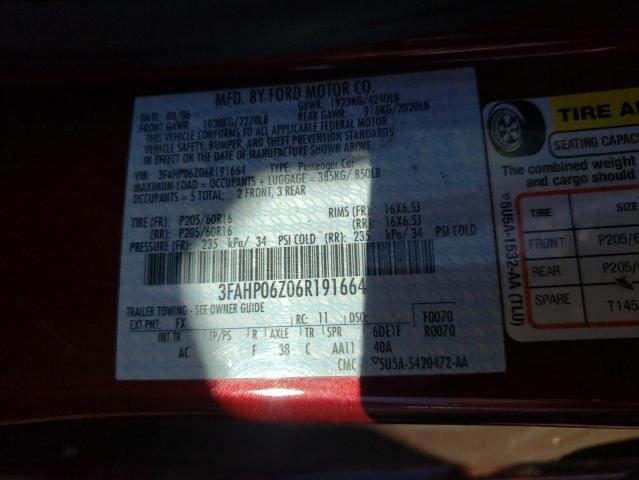 MFD. BY FORD MOTOR CO.
DATE: 03/06 GVWR: 1923KG/4240LB
FRONT GAWR: 1030KG/2270LB REAR GAWR: 916KG/2020LB
THIS VEHICLE CONFORMS TO ALL APPLICABLE FEDERAL MOTOR
VEHICLE SAFETY, BUMPER, AND THEFT PREVENTION STANDARDS
IN EFFECT ON THE DATE OF MANUFACTURE SHOWN ABOVE.
VIN: 3FAHP06Z06R191664 TYPE: Passenger Car
MAXIMUM LOAD = OCCUPANTS + LUGGAGE = 385KG/850LB
OCCUPANTS = 5 TOTAL: 2 FRONT, 3 REAR
TIRE (FR): P205/60R16 RIMS (FR): 16X6.5J
(RR): P205/60R16 (RR): 16X6.5J
PRESSURE (FR): 235 kPa/ 34 PSI COLD (RR): 235 kPa/ 34 PSI COLD
3FAHP06Z06R191664
TRAILER TOWING - SEE OWNER GUIDE
EXT PNT: FX RC: 11 DSO: F0070
INT TR TP/PS R AXLE TR SPR 6DE1F R0070
AC F 38 C AA11 40A
CMC ▽5U5A-5420472-AA
▽5U5A-1532-AA (TLU)
TIRE A
SEATING CAPAC
The combined weight
and cargo should
TIRE SIZE
FRONT P205/6
REAR P205/
SPARE T145